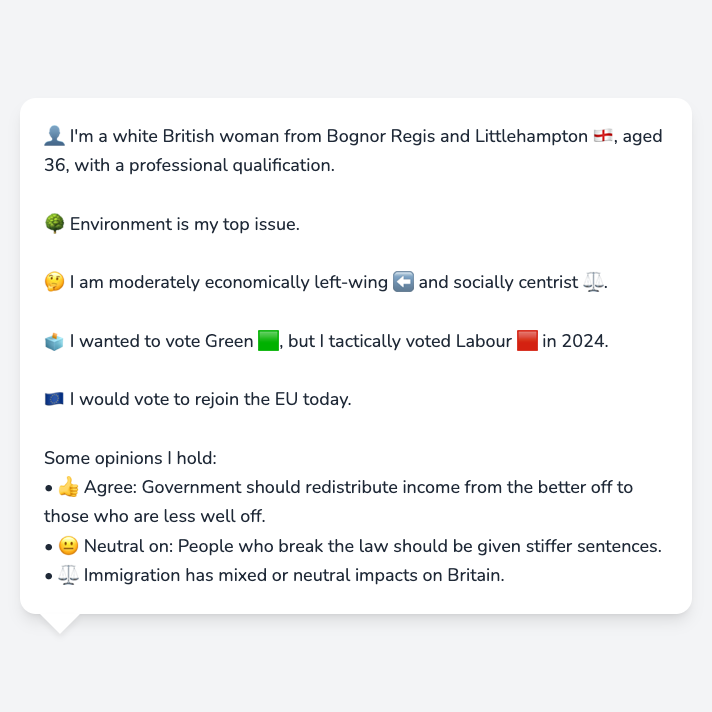 👤 I'm a white British woman from Bognor Regis and Littlehampton 🏴󠁧󠁢󠁥󠁮󠁧󠁿, aged
36, with a professional qualification.
🌳 Environment is my top issue.
🤔 I am moderately economically left-wing ⬅️ and socially centrist ⚖️.
🗳️ I wanted to vote Green 🟩, but I tactically voted Labour 🟥 in 2024.
🇪🇺 I would vote to rejoin the EU today.
Some opinions I hold:
• 👍 Agree: Government should redistribute income from the better off to
those who are less well off.
• 😐 Neutral on: People who break the law should be given stiffer sentences.
• ⚖️ Immigration has mixed or neutral impacts on Britain.